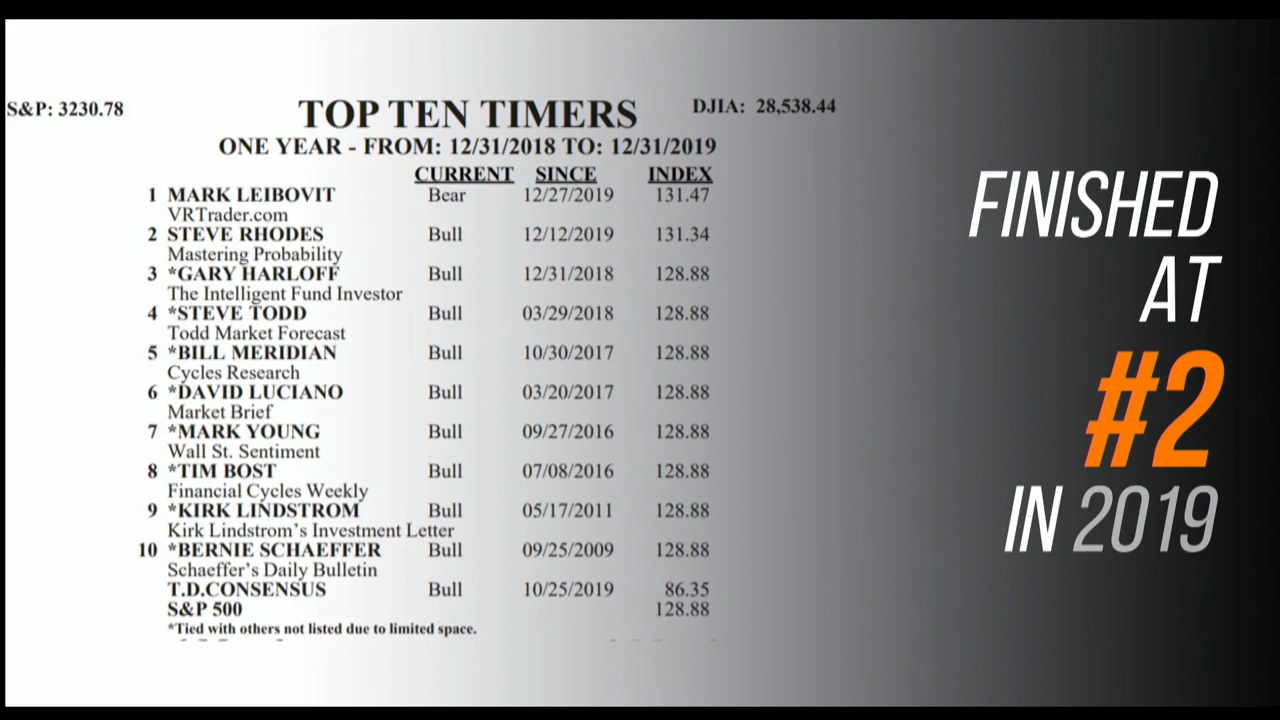 S&P: 3230.78
TOP TEN TIMERS
DJIA: 28,538.44
ONE YEAR - FROM: 12/31/2018 TO: 12/31/2019
CURRENT SINCE INDEX
1 MARK LEIBOVIT Bear 12/27/2019 131.47
VRTrader.com
2 STEVE RHODES Bull 12/12/2019 131.34
Mastering Probability
3 *GARY HARLOFF Bull 12/31/2018 128.88
The Intelligent Fund Investor
4 *STEVE TODD Bull 03/29/2018 128.88
Todd Market Forecast
5 *BILL MERIDIAN Bull 10/30/2017 128.88
Cycles Research
6 *DAVID LUCIANO Bull 03/20/2017 128.88
Market Brief
7 *MARK YOUNG Bull 09/27/2016 128.88
Wall St. Sentiment
8 *TIM BOST Bull 07/08/2016 128.88
Financial Cycles Weekly
9 *KIRK LINDSTROM Bull 05/17/2011 128.88
Kirk Lindstrom's Investment Letter
10 *BERNIE SCHAEFFER Bull 09/25/2009 128.88
Schaeffer's Daily Bulletin
T.D.CONSENSUS Bull 10/25/2019 86.35
S&P 500 128.88
*Tied with others not listed due to limited space.
FINISHED
AT
#2
IN 2019